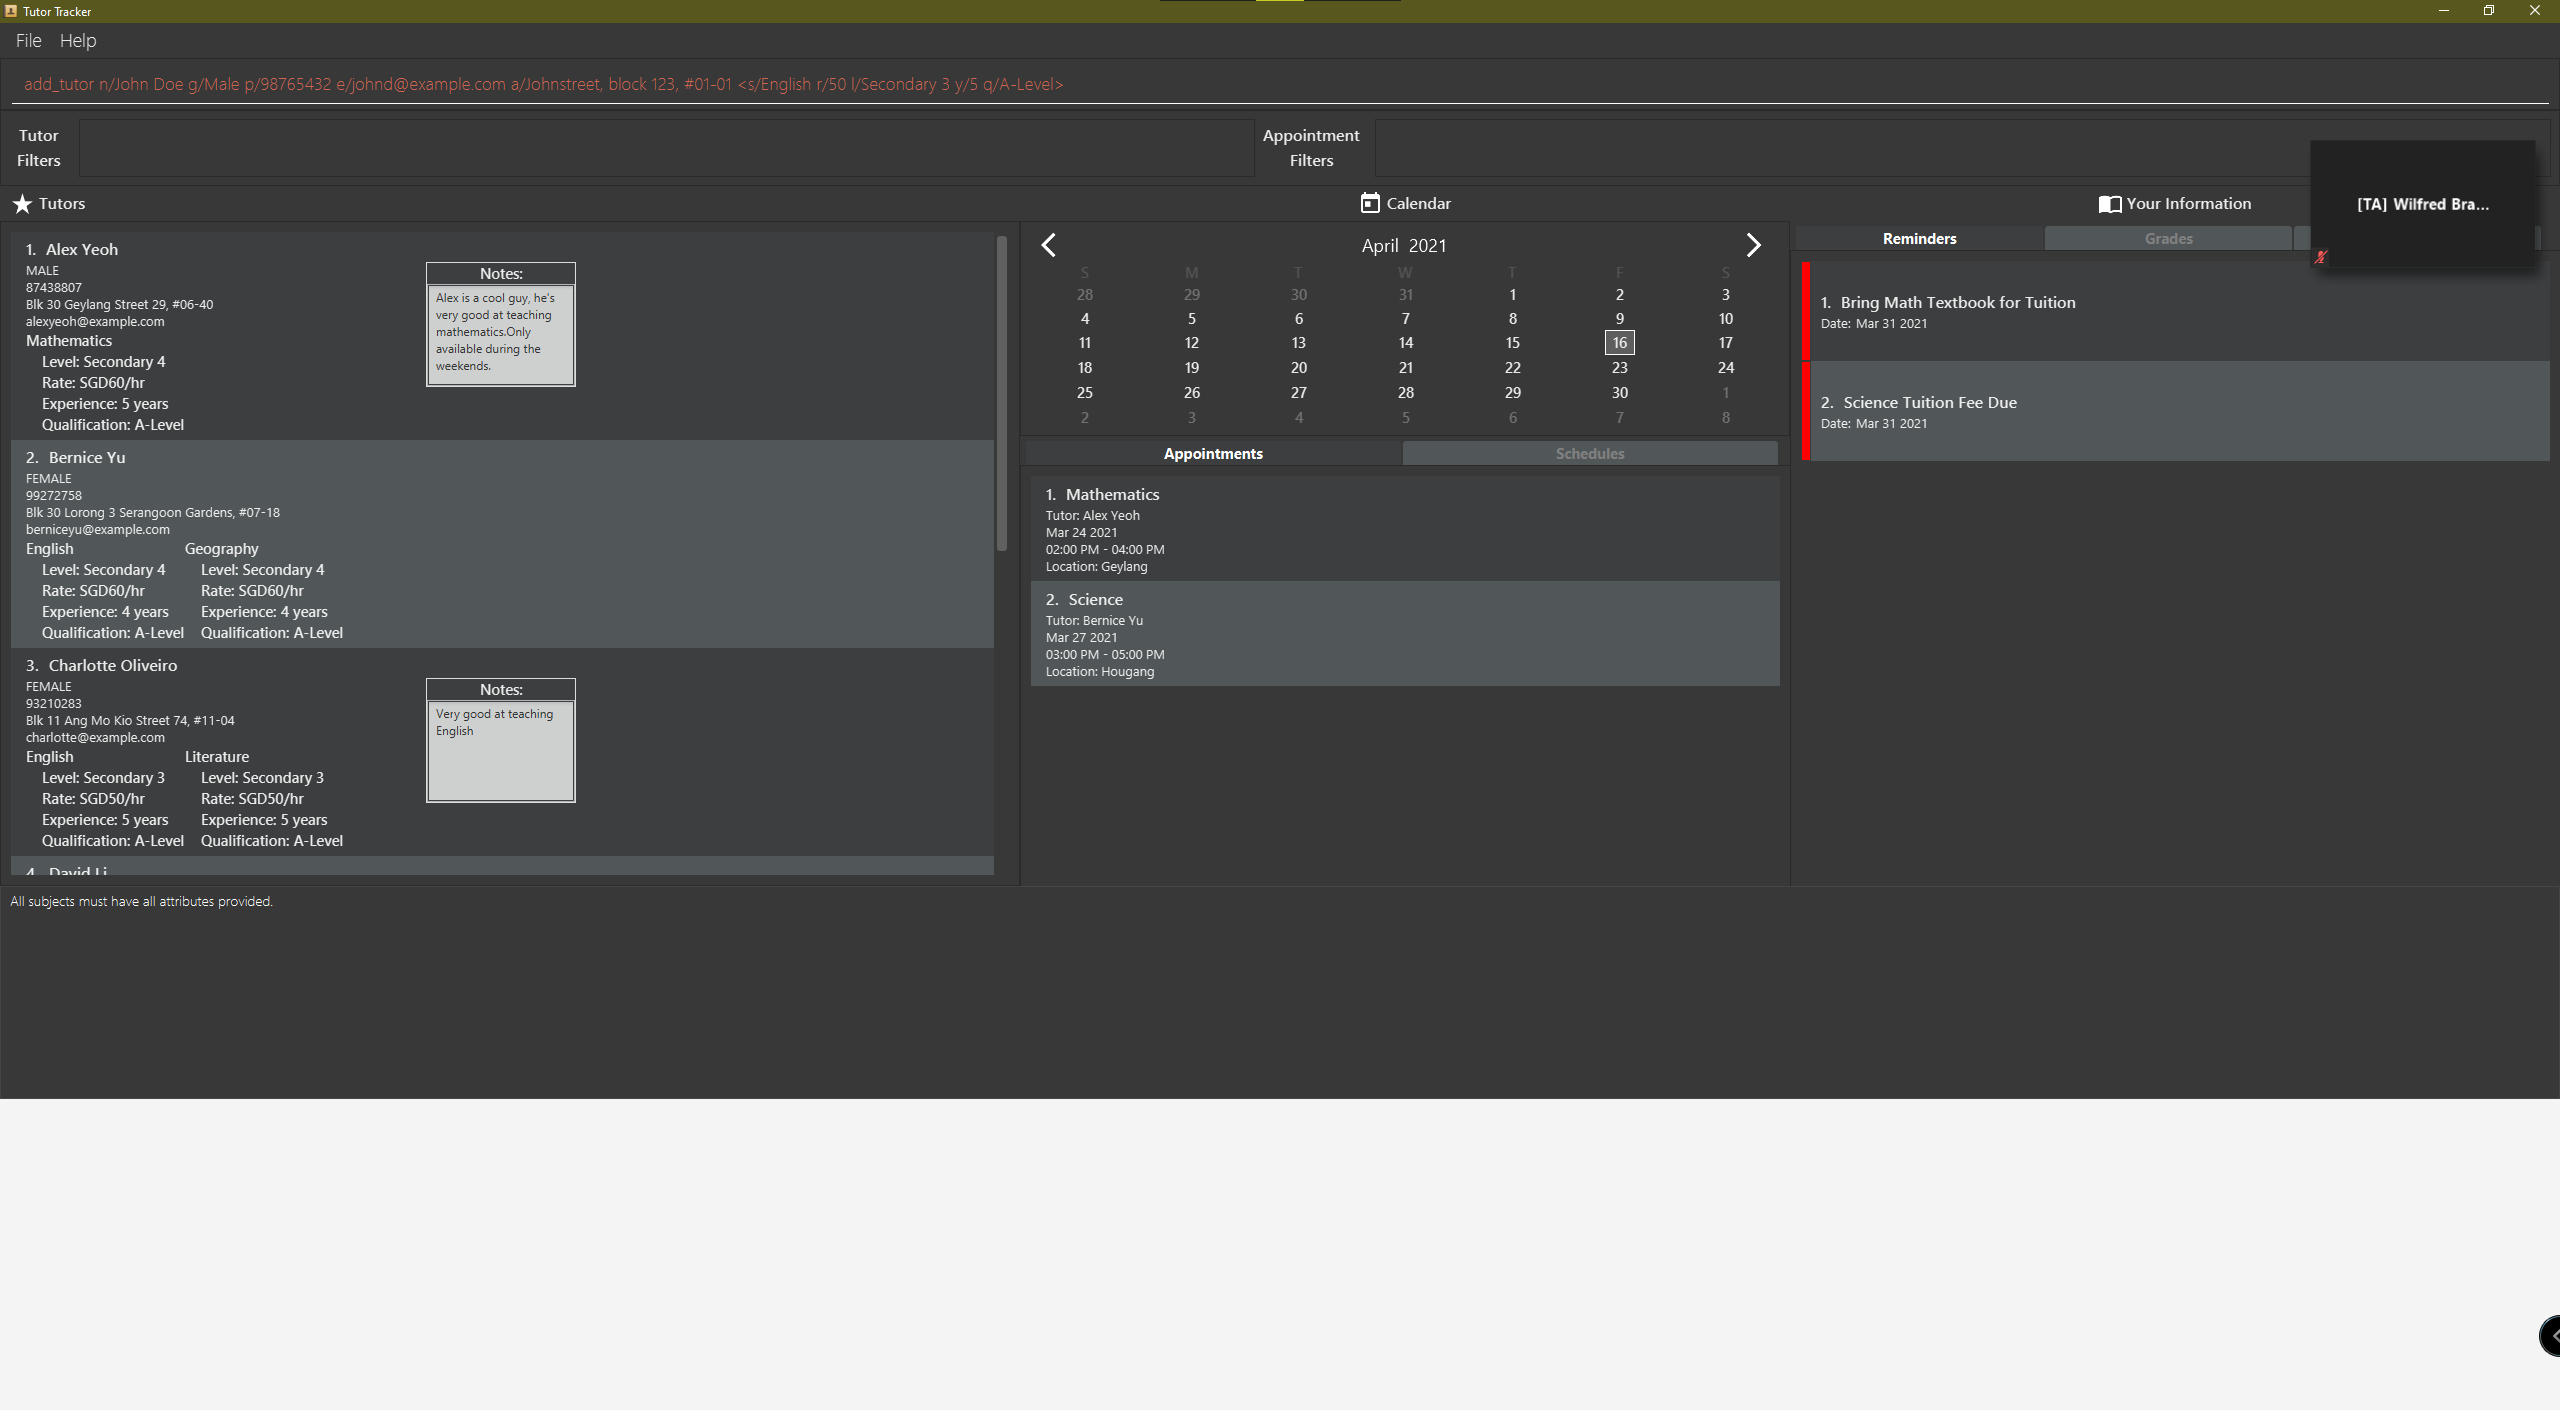 Tutor Tracker
File Help
add_tutor n/John Doe g/Male p/98765432 e/johnd@example.com a/Johnstreet, block 123, #01-01 <s/English r/50 l/Secondary 3 y/5 q/A-Level>
Tutor Filters
Appointment Filters
Tutors
Calendar
Your Information
[TA] Wilfred Bra...
1. Alex Yeoh
MALE
87438807
Blk 30 Geylang Street 29, #06-40
alexyeoh@example.com
Mathematics
Level: Secondary 4
Rate: SGD60/hr
Experience: 5 years
Qualification: A-Level
Notes:
Alex is a cool guy, he's
very good at teaching
mathematics.Only
available during the
weekends.
2. Bernice Yu
FEMALE
99272758
Blk 30 Lorong 3 Serangoon Gardens, #07-18
berniceyu@example.com
English Geography
Level: Secondary 4 Level: Secondary 4
Rate: SGD60/hr Rate: SGD60/hr
Experience: 4 years Experience: 4 years
Qualification: A-Level Qualification: A-Level
3. Charlotte Oliveiro
FEMALE
93210283
Blk 11 Ang Mo Kio Street 74, #11-04
charlotte@example.com
English Literature
Level: Secondary 3 Level: Secondary 3
Rate: SGD50/hr Rate: SGD50/hr
Experience: 5 years Experience: 5 years
Qualification: A-Level Qualification: A-Level
Notes:
Very good at teaching
English
4. David Li
April 2021
S M T W T F S
28 29 30 31 1 2 3
4 5 6 7 8 9 10
11 12 13 14 15 16 17
18 19 20 21 22 23 24
25 26 27 28 29 30 1
2 3 4 5 6 7 8
Appointments Schedules
1. Mathematics
Tutor: Alex Yeoh
Mar 24 2021
02:00 PM - 04:00 PM
Location: Geylang
2. Science
Tutor: Bernice Yu
Mar 27 2021
03:00 PM - 05:00 PM
Location: Hougang
Reminders Grades
1. Bring Math Textbook for Tuition
Date: Mar 31 2021
2. Science Tuition Fee Due
Date: Mar 31 2021
All subjects must have all attributes provided.